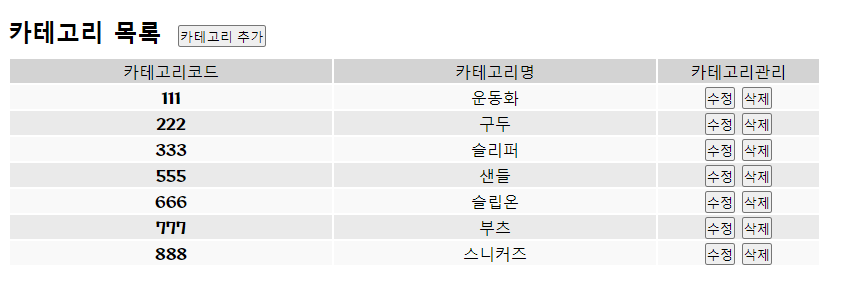 카테고리 목록 카테고리 추가
카테고리코드 카테고리명 카테고리관리
111 운동화 수정 삭제
222 구두 수정 삭제
333 슬리퍼 수정 삭제
555 샌들 수정 삭제
666 슬립온 수정 삭제
777 부츠 수정 삭제
888 스니커즈 수정 삭제